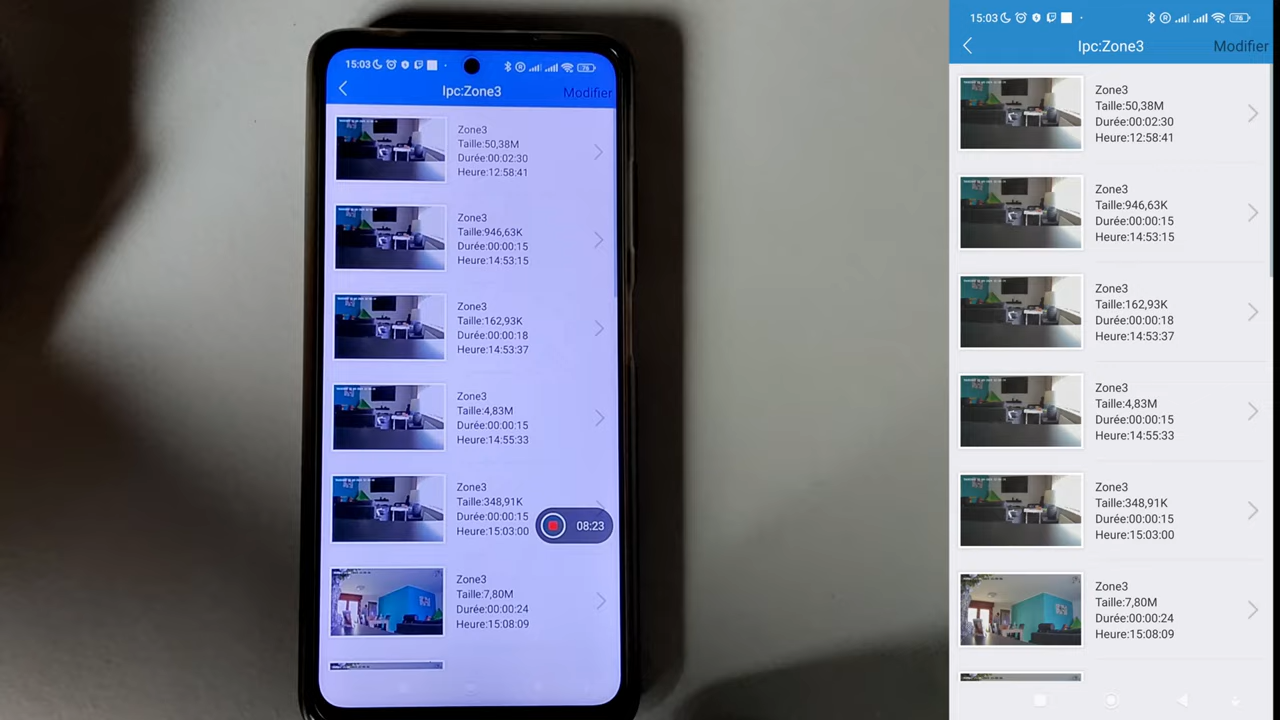 15:03
76
Ipc:Zone3
Modifier
Zone3
Taille:50,38M
Durée:00:02:30
Heure:12:58:41
Zone3
Taille:946,63K
Durée:00:00:15
Heure:14:53:15
Zone3
Taille:162,93K
Durée:00:00:18
Heure:14:53:37
Zone3
Taille:4,83M
Durée:00:00:15
Heure:14:55:33
Zone3
Taille:348,91K
Durée:00:00:15
Heure:15:03:00
08:23
Zone3
Taille:7,80M
Durée:00:00:24
Heure:15:08:09
15:03
76
Ipc:Zone3
Modifier
Zone3
Taille:50,38M
Durée:00:02:30
Heure:12:58:41
Zone3
Taille:946,63K
Durée:00:00:15
Heure:14:53:15
Zone3
Taille:162,93K
Durée:00:00:18
Heure:14:53:37
Zone3
Taille:4,83M
Durée:00:00:15
Heure:14:55:33
Zone3
Taille:348,91K
Durée:00:00:15
Heure:15:03:00
Zone3
Taille:7,80M
Durée:00:00:24
Heure:15:08:09